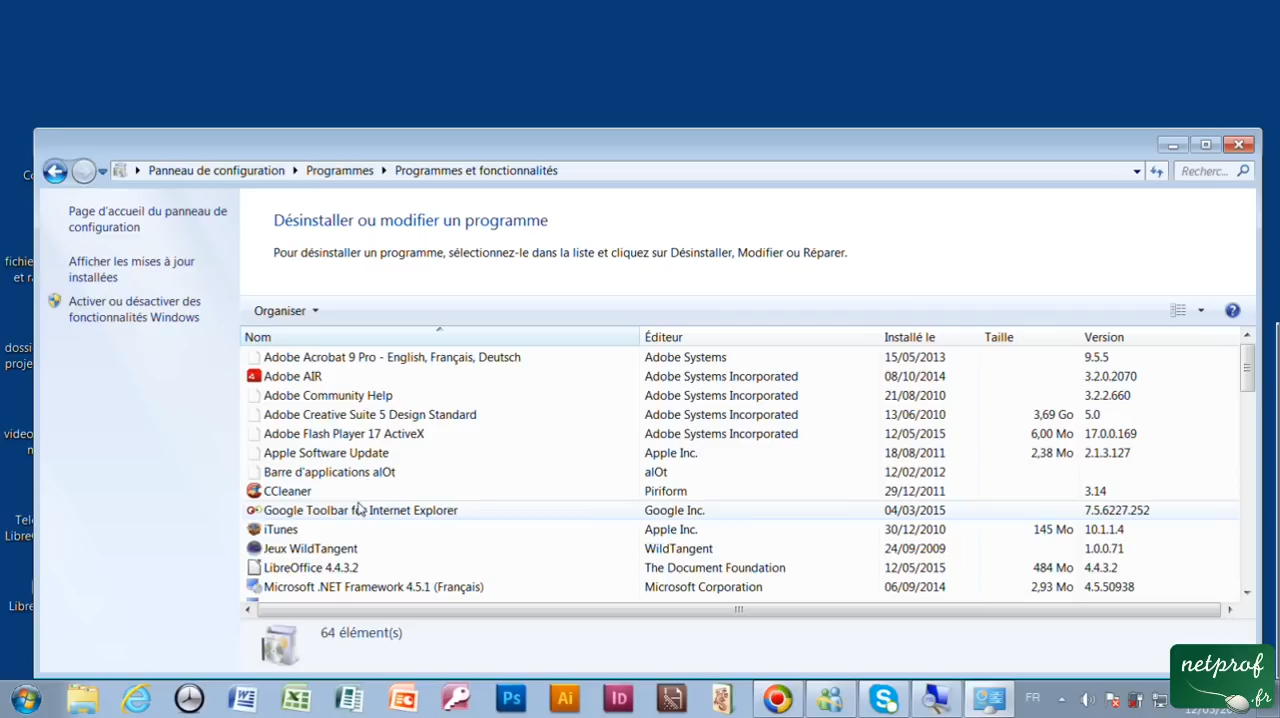 Panneau de configuration Programmes Programmes et fonctionnalités
Recherc...
Page d'accueil du panneau de
configuration
Afficher les mises à jour
installées
Activer ou désactiver des
fonctionnalités Windows
Désinstaller ou modifier un programme
Pour désinstaller un programme, sélectionnez-le dans la liste et cliquez sur Désinstaller, Modifier ou Réparer.
Organiser
Nom Éditeur Installé le Taille Version
Adobe Acrobat 9 Pro - English, Français, Deutsch Adobe Systems 15/05/2013 9.5.5
Adobe AIR Adobe Systems Incorporated 08/10/2014 3.2.0.2070
Adobe Community Help Adobe Systems Incorporated 21/08/2010 3.2.2.660
Adobe Creative Suite 5 Design Standard Adobe Systems Incorporated 13/06/2010 3,69 Go 5.0
Adobe Flash Player 17 ActiveX Adobe Systems Incorporated 12/05/2015 6,00 Mo 17.0.0.169
Apple Software Update Apple Inc. 18/08/2011 2,38 Mo 2.1.3.127
Barre d'applications alOt alOt 12/02/2012
CCleaner Piriform 29/12/2011 3.14
Google Toolbar for Internet Explorer Google Inc. 04/03/2015 7.5.6227.252
iTunes Apple Inc. 30/12/2010 145 Mo 10.1.1.4
Jeux WildTangent WildTangent 24/09/2009 1.0.0.71
LibreOffice 4.4.3.2 The Document Foundation 12/05/2015 484 Mo 4.4.3.2
Microsoft .NET Framework 4.5.1 (Français) Microsoft Corporation 06/09/2014 2,93 Mo 4.5.50938
64 élément(s)
fichie
et ra
dossi
proje
video
Tele
Libre
Libre
Ps Ai Id
FR
netprof
.fr